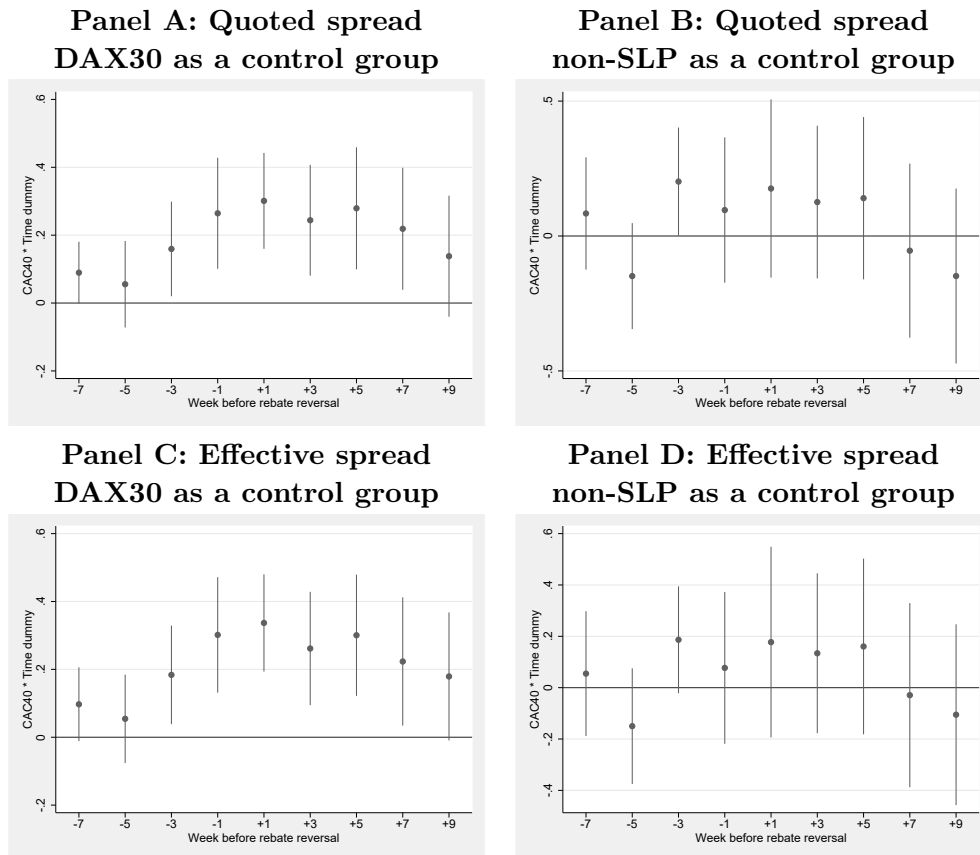 Panel A: Quoted spread
DAX30 as a control group
CAC40 * Time dummy
.6
.4
.2
0
-.2
-7 -5 -3 -1 +1 +3 +5 +7 +9
Week before rebate reversal
Panel B: Quoted spread
non-SLP as a control group
CAC40 * Time dummy
.5
0
-.5
-7 -5 -3 -1 +1 +3 +5 +7 +9
Week before rebate reversal
Panel C: Effective spread
DAX30 as a control group
CAC40 * Time dummy
.6
.4
.2
0
-.2
-7 -5 -3 -1 +1 +3 +5 +7 +9
Week before rebate reversal
Panel D: Effective spread
non-SLP as a control group
CAC40 * Time dummy
.6
.4
.2
0
-.2
-.4
-7 -5 -3 -1 +1 +3 +5 +7 +9
Week before rebate reversal